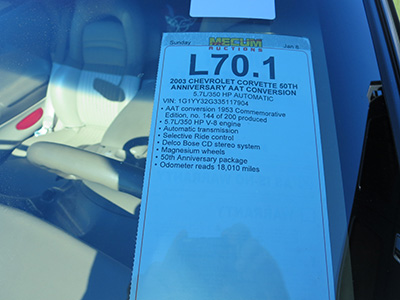 Sunday MECUM Jan 5
AUCTIONS
L70.1
2003 CHEVROLET CORVETTE 50TH
ANNIVERSARY AAT CONVERSION
5.7L/350 HP AUTOMATIC
VIN: 1G1YY32G335117904
• AAT conversion 1953 Commemorative
Edition, no. 144 of 200 produced
• 5.7L/350 HP V-8 engine
• Automatic transmission
• Selective Ride control
• Delco Bose CD stereo system
• Magnesium wheels
• 50th Anniversary package
• Odometer reads 18,010 miles